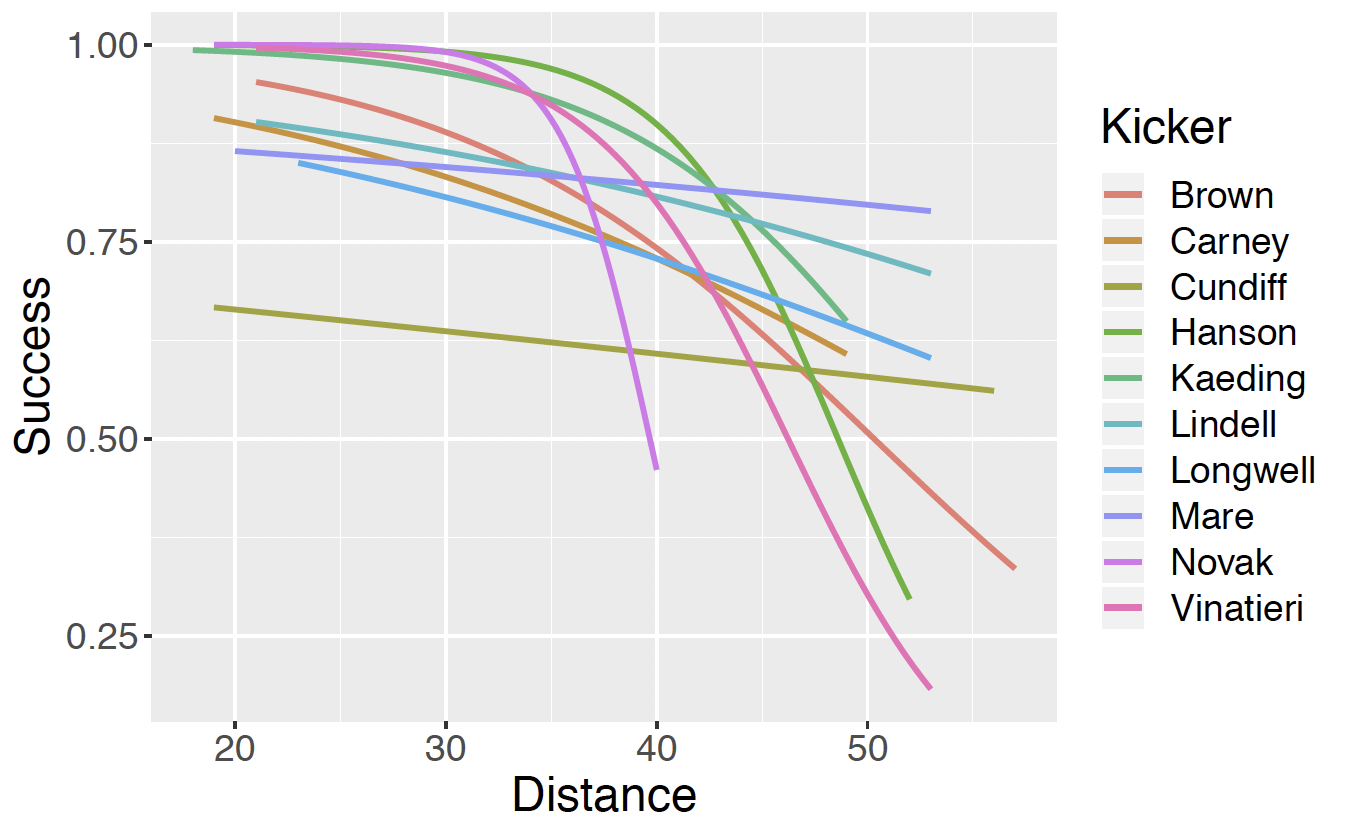 1.00
0.75
0.50
0.25
Success
20 30 40 50
Distance
Kicker
Brown
Carney
Cundiff
Hanson
Kaeding
Lindell
Longwell
Mare
Novak
Vinatieri